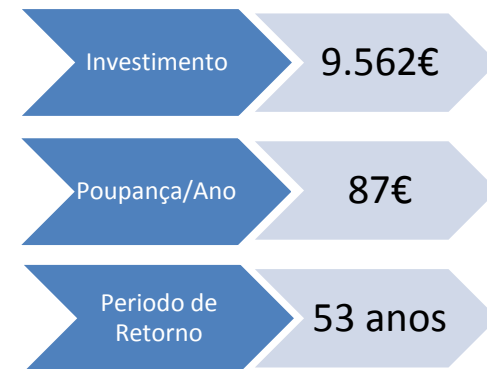 Investimento
9.562€
Poupança/Ano
87€
Periodo de
Retorno
53 anos